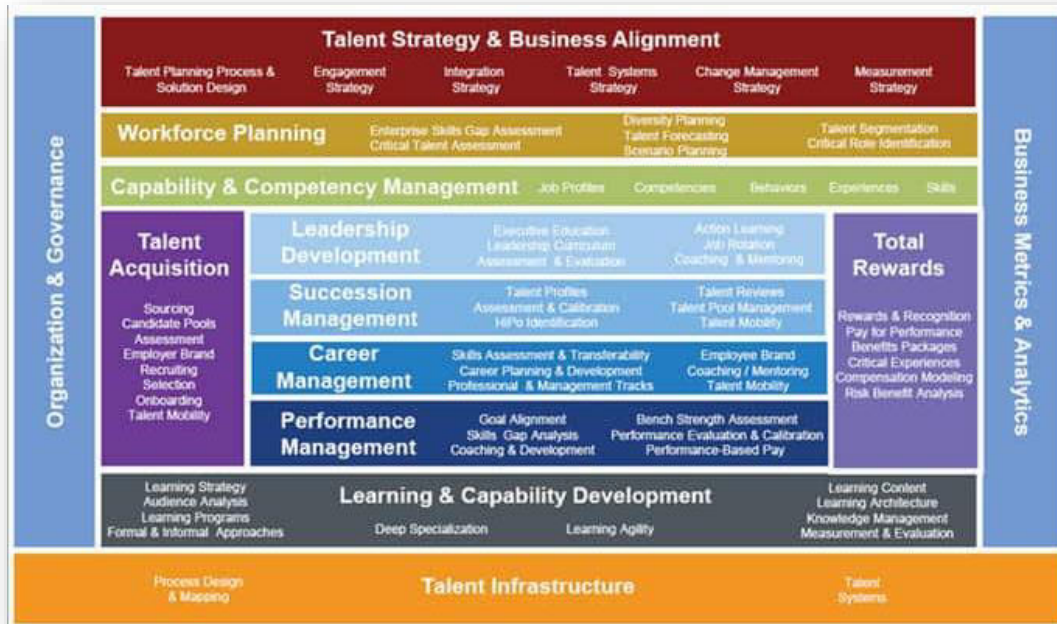 Talent Strategy & Business Alignment
Talent Planning Process &
Solution Design
Engagement
Strategy
Integration
Strategy
Talent Systems
Strategy
Change Management
Strategy
Measurement
Strategy
Organization & Governance
Workforce Planning
Enterprise Skills Gap Assessment
Critical Talent Assessment
Diversity Planning
Talent Forecasting
Scenario Planning
Talent Segmentation
Critical Role Identification
Business Metrics & Analytics
Capability & Competency Management
Job Profiles
Competencies
Behaviors
Experiences
Skills
Talent
Acquisition
Sourcing
Candidate Pools
Assessment
Employer Brand
Recruiting
Selection
Onboarding
Talent Mobility
Leadership
Development
Executive Education
Leadership Curriculum
Assessment & Evaluation
Action Learning
Job Rotation
Coaching & Mentoring
Succession
Management
Talent Profiles
Assessment & Calibration
HiPo Identification
Talent Reviews
Talent Pool Management
Talent Mobility
Career
Management
Skills Assessment & Transferability
Career Planning & Development
Professional & Management Tracks
Employee Brand
Coaching / Mentoring
Talent Mobility
Performance
Management
Goal Alignment
Skills Gap Analysis
Coaching & Development
Bench Strength Assessment
Performance Evaluation & Calibration
Performance-Based Pay
Total
Rewards
Rewards & Recognition
Pay for Performance
Benefits Packages
Critical Experiences
Compensation Modeling
Risk Benefit Analysis
Learning Strategy
Audience Analysis
Learning Programs
Formal & Informal Approaches
Learning & Capability Development
Deep Specialization
Learning Agility
Learning Content
Learning Architecture
Knowledge Management
Measurement & Evaluation
Process Design
& Mapping
Talent Infrastructure
Talent
Systems